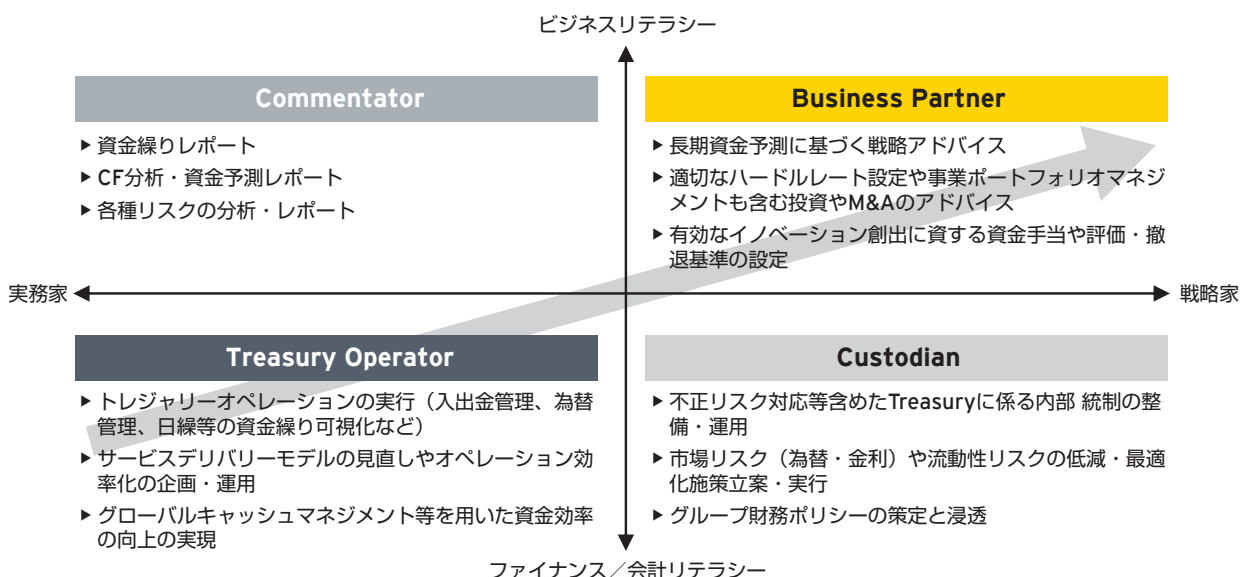 ビジネスリテラシー
Commentator
▶ 資金繰りレポート
▶ CF分析・資金予測レポート
▶ 各種リスクの分析・レポート
Business Partner
▶ 長期資金予測に基づく戦略アドバイス
▶ 適切なハードルレート設定や事業ポートフォリオマネジ
メントも含む投資やM&Aのアドバイス
▶ 有効なイノベーション創出に資する資金手当や評価・撤
退基準の設定
実務家
戦略家
Treasury Operator
▶ トレジャリーオペレーションの実行（入出金管理、為替
管理、日繰等の資金繰り可視化など）
▶ サービスデリバリーモデルの見直しやオペレーション効
率化の企画・運用
▶ グローバルキャッシュマネジメント等を用いた資金効率
の向上の実現
Custodian
▶ 不正リスク対応等含めたTreasuryに係る内部 統制の整
備・運用
▶ 市場リスク（為替・金利）や流動性リスクの低減・最適
化施策立案・実行
▶ グループ財務ポリシーの策定と浸透
ファイナンス／会計リテラシー